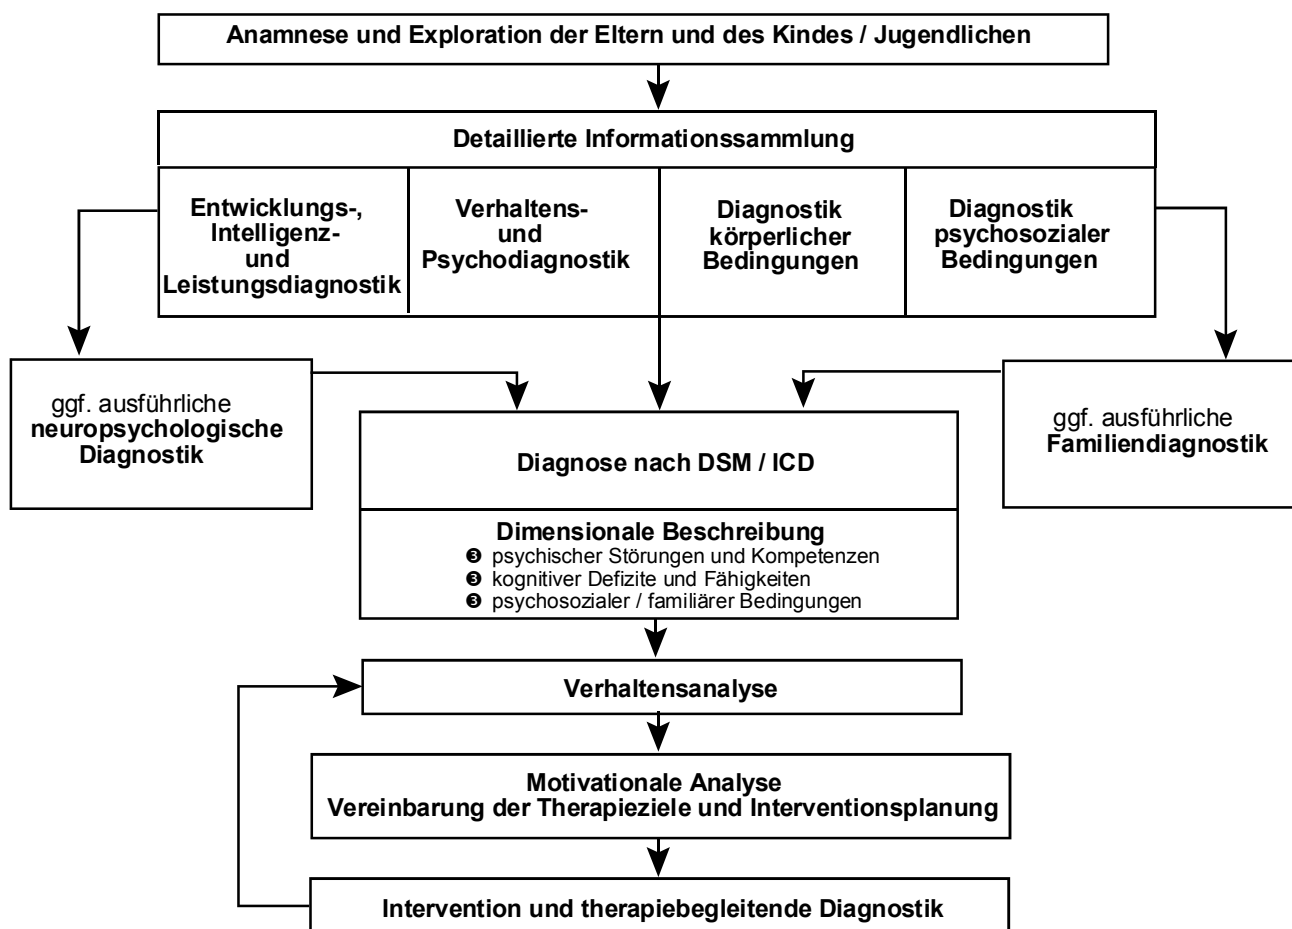 Anamnese und Exploration der Eltern und des Kindes / Jugendlichen
Detaillierte Informationssammlung
Entwicklungs-,
Intelligenz-
und
Leistungsdiagnostik
Verhaltens-
und
Psychodiagnostik
Diagnostik
körperlicher
Bedingungen
Diagnostik
psychosozialer
Bedingungen
ggf. ausführliche
neuropsychologische
Diagnostik
ggf. ausführliche
Familiendiagnostik
Diagnose nach DSM / ICD
Dimensionale Beschreibung
❸ psychischer Störungen und Kompetenzen
❸ kognitiver Defizite und Fähigkeiten
❸ psychosozialer / familiärer Bedingungen
Verhaltensanalyse
Motivationale Analyse
Vereinbarung der Therapieziele und Interventionsplanung
Intervention und therapiebegleitende Diagnostik